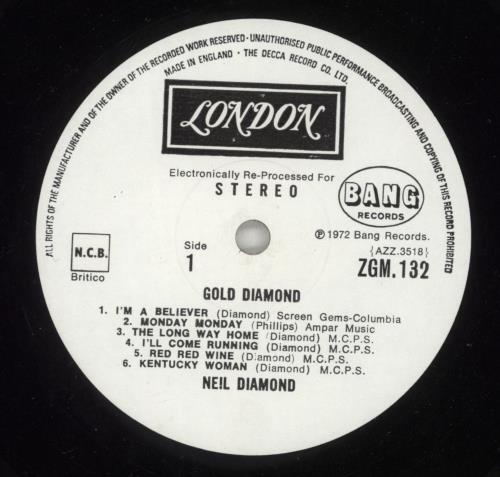 ALL RIGHTS OF THE MANUFACTURER AND OF THE OWNER OF THE RECORDED WORK RESERVED · UNAUTHORISED PUBLIC PERFORMANCE BROADCASTING AND COPYING OF THIS RECORD PROHIBITED
MADE IN ENGLAND · THE DECCA RECORD CO. LTD.
LONDON
Electronically Re-Processed For
STEREO
BANG
RECORDS
℗ 1972 Bang Records.
{AZZ.3518}
ZGM.132
N.C.B.
Britico
Side
1
GOLD DIAMOND
1. I'M A BELIEVER (Diamond) Screen Gems-Columbia
2. MONDAY MONDAY (Phillips) Ampar Music
3. THE LONG WAY HOME (Diamond) M.C.P.S.
4. I'LL COME RUNNING (Diamond) M.C.P.S.
5. RED RED WINE (Diamond) M.C.P.S.
6. KENTUCKY WOMAN (Diamond) M.C.P.S.
NEIL DIAMOND